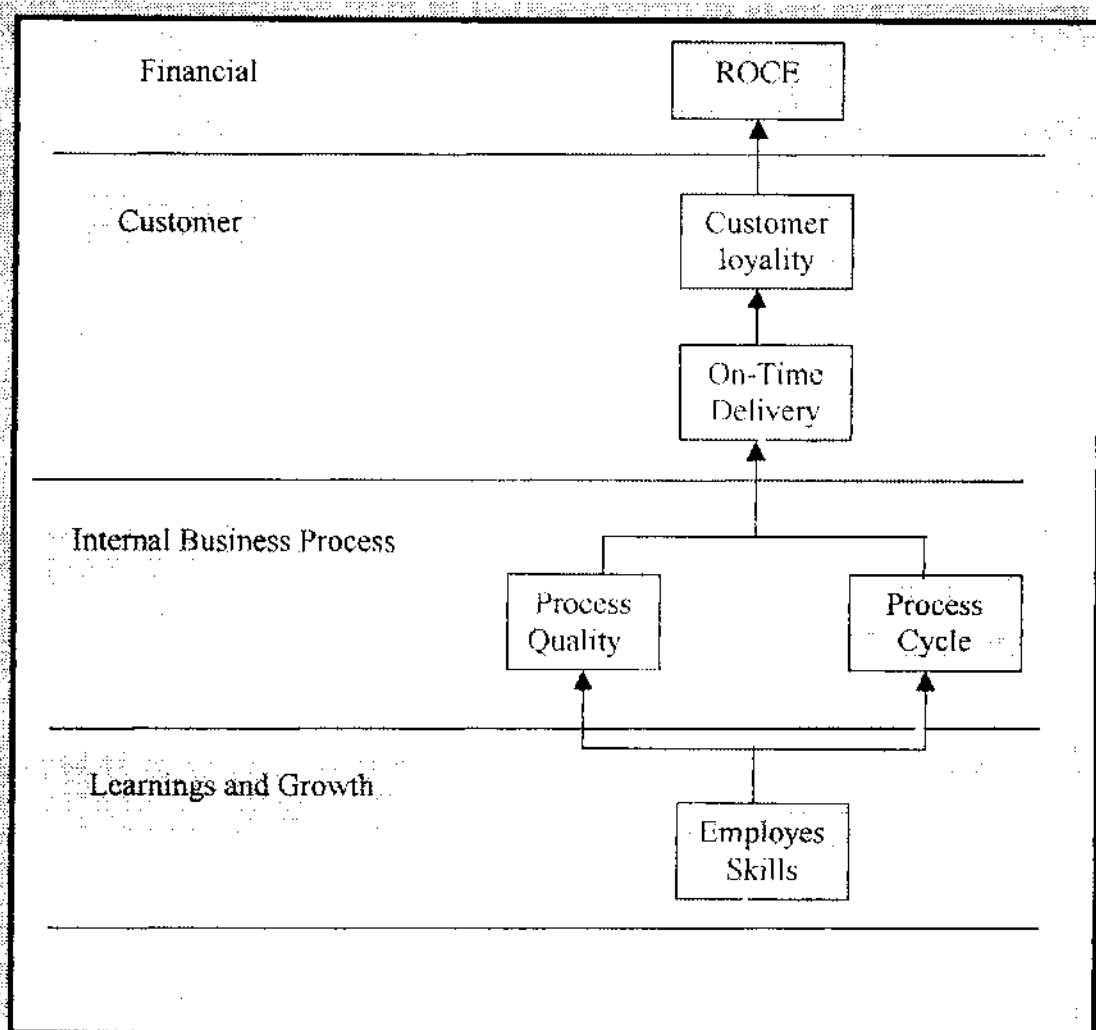 Financial
ROCE
Customer
Customer
loyality
On-Time
Delivery
Internal Business Process
Process
Quality
Process
Cycle
Learnings and Growth
Employes
Skills